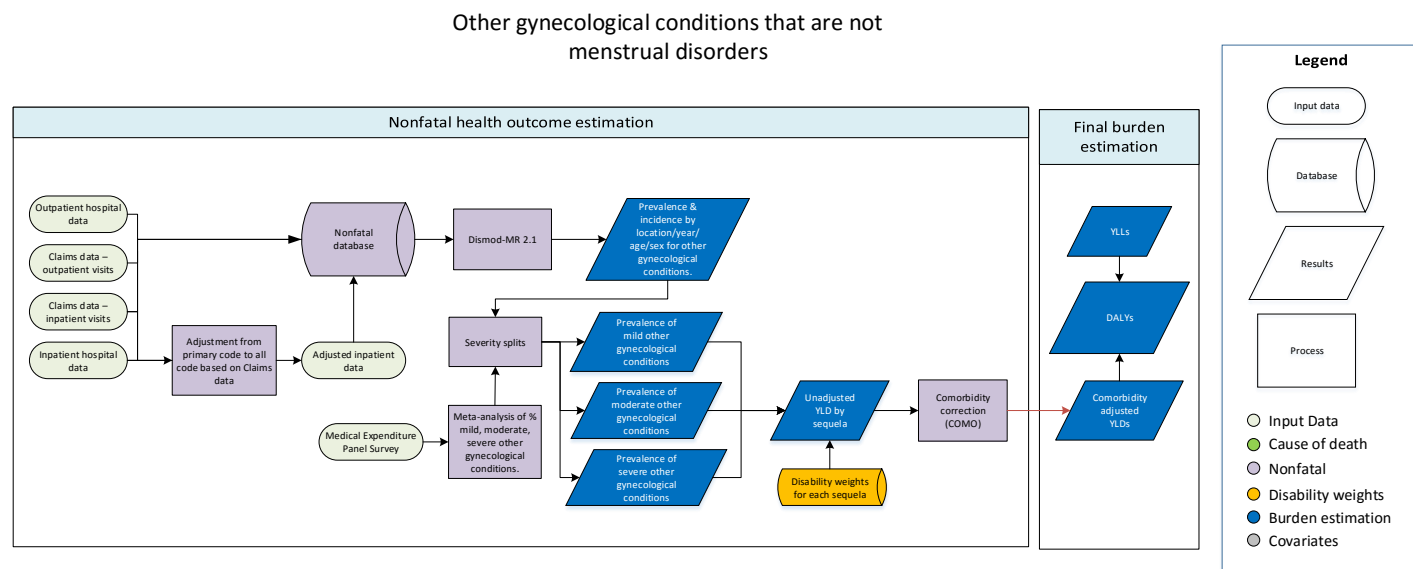 Other gynecological conditions that are not
menstrual disorders
Nonfatal health outcome estimation
Final burden
estimation
Legend
Input data
Database
Results
Process
Input Data
Cause of death
Nonfatal
Disability weights
Burden estimation
Covariates
Outpatient hospital
data
Claims data –
outpatient visits
Claims data –
inpatient visits
Inpatient hospital
data
Adjustment from
primary code to all
code based on Claims
data
Adjusted inpatient
data
Nonfatal
database
Dismod-MR 2.1
Prevalence &
incidence by
location/year/
age/sex for other
gynecological
conditions.
Severity splits
Medical Expenditure
Panel Survey
Meta-analysis of %
mild, moderate,
severe other
gynecological
conditions.
Prevalence of
mild other
gynecological
conditions
Prevalence of
moderate other
gynecological
conditions
Prevalence of
severe other
gynecological
conditions
Unadjusted
YLD by
sequela
Disability weights
for each sequela
Comorbidity
correction
(COMO)
YLLs
DALYs
Comorbidity
adjusted
YLDs